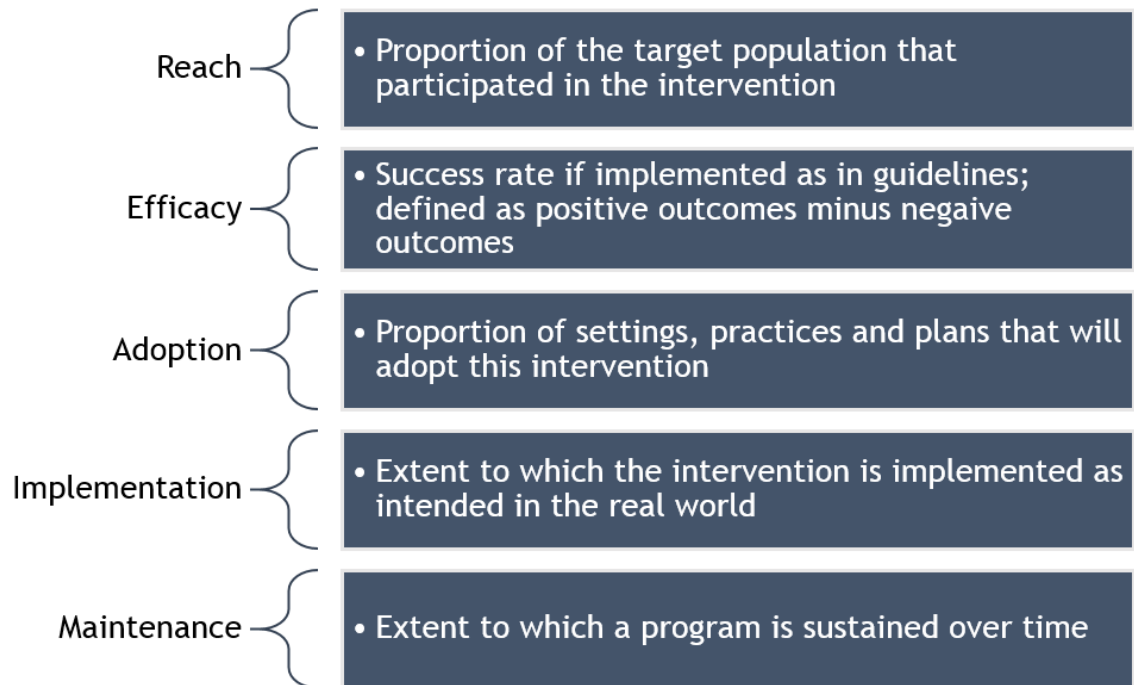 Reach
• Proportion of the target population that
participated in the intervention
Efficacy
• Success rate if implemented as in guidelines;
defined as positive outcomes minus negaive
outcomes
Adoption
• Proportion of settings, practices and plans that will
adopt this intervention
Implementation
• Extent to which the intervention is implemented as
intended in the real world
Maintenance
• Extent to which a program is sustained over time